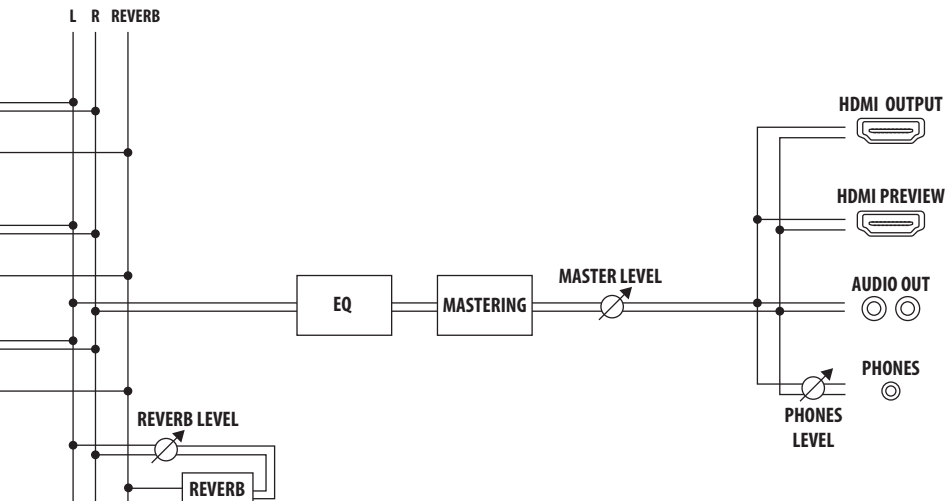 L R REVERB
HDMI OUTPUT
HDMI PREVIEW
MASTER LEVEL
AUDIO OUT
EQ
MASTERING
PHONES
PHONES
LEVEL
REVERB LEVEL
REVERB